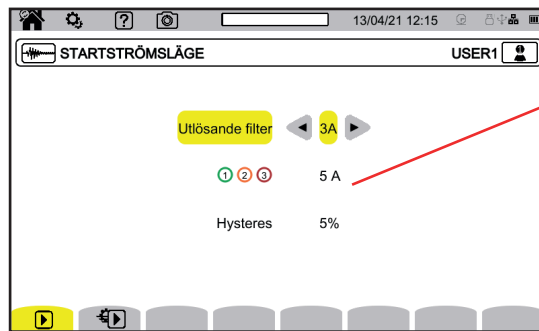 13/04/21 12:15
STARTSTRÖMSLÄGE USER1
Utlösande filter ◄ 3A ►
1 2 3 5 A
Hysteres 5%